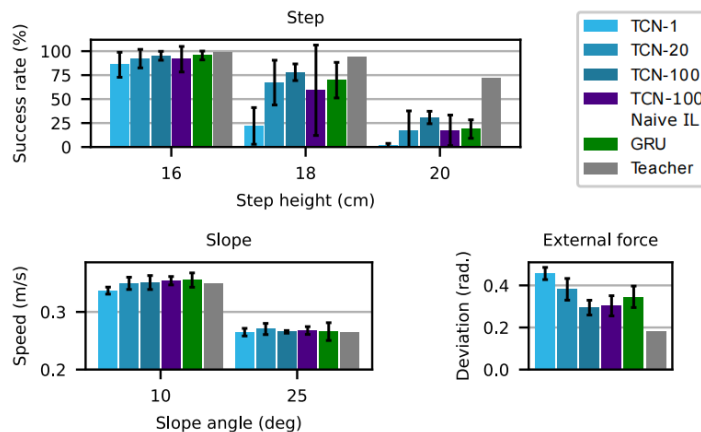 Step
Success rate (%)
100
75
50
25
0
16
18
20
Step height (cm)
TCN-1
TCN-20
TCN-100
TCN-100
Naive IL
GRU
Teacher
Slope
Speed (m/s)
0.3
0.2
10
25
Slope angle (deg)
External force
Deviation (rad.)
0.4
0.2
0.0